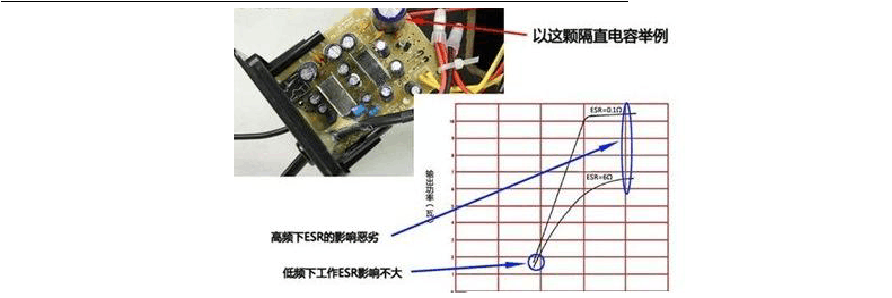 以这颗隔直电容举例
ESR=0.1Ω
ESR=6Ω
输出功率（瓦）
高频下ESR的影响恶劣
低频下工作ESR影响不大